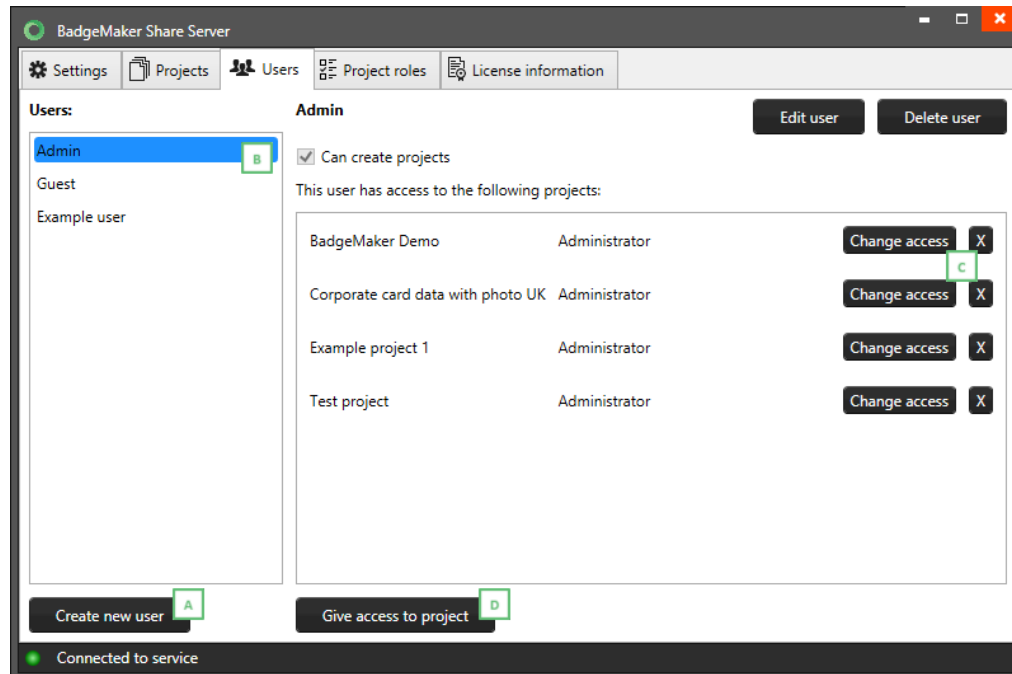 BadgeMaker Share Server
Settings Projects Users Project roles License information
Users:
Admin
Guest
Example user
Admin
Edit user Delete user
B
Can create projects
This user has access to the following projects:
BadgeMaker Demo Administrator Change access X
C
Corporate card data with photo UK Administrator Change access X
Example project 1 Administrator Change access X
Test project Administrator Change access X
Create new user A
Give access to project D
Connected to service